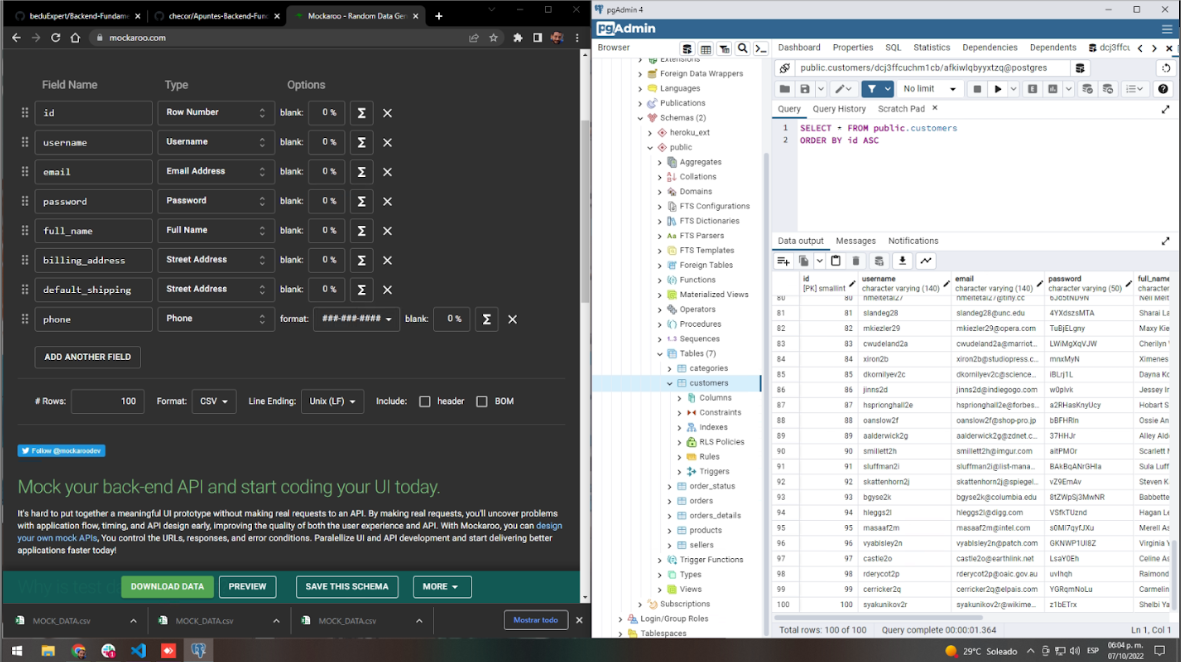 beduExpert/Backend-Fundame
checor/Apuntes-Backend-Fun
Mockaroo - Random Data Ge
mockaroo.com
Field Name Type Options
id Row Number blank: 0 % Σ
username Username blank: 0 % Σ
email Email Address blank: 0 % Σ
password Password blank: 0 % Σ
full_name Full Name blank: 0 % Σ
billing_address Street Address blank: 0 % Σ
default_shipping Street Address blank: 0 % Σ
phone Phone format: ###-###-#### blank: 0 % Σ
ADD ANOTHER FIELD
# Rows: 100 Format: CSV Line Ending: Unix (LF) Include: header BOM
Follow @mockaroodev
Mock your back-end API and start coding your UI today.
It's hard to put together a meaningful UI prototype without making real requests to an API. By making real requests, you'll uncover problems
with application flow, timing, and API design early, improving the quality of both the user experience and API. With Mockaroo, you can design
your own mock APIs, You control the URLs, responses, and error conditions. Paralellize UI and API development and start delivering better
applications faster today!
DOWNLOAD DATA PREVIEW SAVE THIS SCHEMA MORE
MOCK_DATA.csv MOCK_DATA.csv MOCK_DATA.csv Mostrar todo
pgAdmin 4
pgAdmin
Browser
Extensions
Foreign Data Wrappers
Languages
Publications
Schemas (2)
heroku_ext
public
Aggregates
Collations
Domains
FTS Configurations
FTS Dictionaries
FTS Parsers
FTS Templates
Foreign Tables
Functions
Materialized Views
Operators
Procedures
1.3 Sequences
Tables (7)
categories
customers
Columns
Constraints
Indexes
RLS Policies
Rules
Triggers
order_status
orders
orders_details
products
sellers
Trigger Functions
Types
Views
Subscriptions
Login/Group Roles
Tablespaces
Dashboard Properties SQL Statistics Dependencies Dependents
public.customers/dcj3ffcuchm1cb/afkiwlqbyyxtzq@postgres
No limit
Query Query History Scratch Pad
1 SELECT * FROM public.customers
2 ORDER BY id ASC
Data output Messages Notifications
id username email password full_name
[PK] smallint character varying (140) character varying (140) character varying (50) character
81 81 slandeg28 slandeg28@unc.edu 4YXdszsMTA Sharai La
82 82 mkiezler29 mkiezler29@opera.com TuBjELgny Maxy Kie
83 83 cwudeland2a cwudeland2a@marriot... LWiMgXqVJW Cherilyn
84 84 xiron2b xiron2b@studiopress.c... mnxMyN Ximenes
85 85 dkornilyev2c dkornilyev2c@science... iBLrj1L Dayna Ko
86 86 jinns2d jinns2d@indiegogo.com w0plvk Jessey Ir
87 87 hsprionghall2e hsprionghall2e@forbes... a2RHasKnyUcy Hobart S
88 88 oanslow2f oanslow2f@shop-pro.jp bBFHRln Ossie An
89 89 aalderwick2g aalderwick2g@zdnet.c... 37HHJr Alley Ald
90 90 smillett2h smillett2h@imgur.com aitPMOr Scarlett
91 91 sluffman2i sluffman2i@list-mana... BAkBqANrGHla Sula Luff
92 92 skattenhorn2j skattenhorn2j@spiegel... vZ9EmAv Steven K
93 93 bgyse2k bgyse2k@columbia.edu 8tZWpSj3MwNR Babbette
94 94 hleggs2l hleggs2l@digg.com VSfkTUznd Hagan Le
95 95 masaaf2m masaaf2m@intel.com s0Ml7qyfJXu Merell As
96 96 vyablsley2n vyablsley2n@patch.com GKNWP1Ul8Z Virginia
97 97 castle2o castle2o@earthlink.net LsaY0Eh Celine As
98 98 rderycot2p rderycot2p@oaic.gov.au uvlhqh Raimond
99 99 cerricker2q cerricker2q@elpais.com YGRqmNoLu Carmelin
100 100 syakunikov2r syakunikov2r@wikime... z1bETrx Shelbi Ya
Total rows: 100 of 100 Query complete 00:00:01.364 Ln 1, Col 1
29°C Soleado ESP 06:04 p. m.
07/10/2022